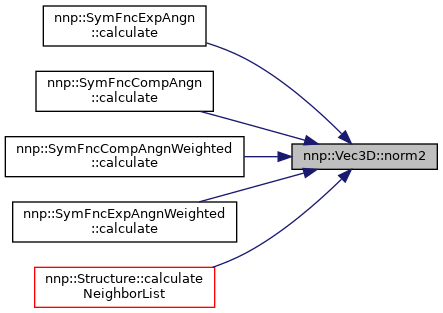 nnp::SymFncExpAngn
::calculate
nnp::SymFncCompAngn
::calculate
nnp::SymFncCompAngnWeighted
::calculate
nnp::Vec3D::norm2
nnp::SymFncExpAngnWeighted
::calculate
nnp::Structure::calculate
NeighborList